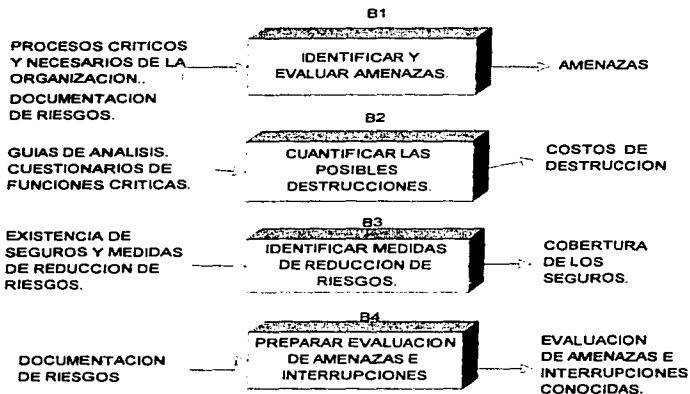 B1
PROCESOS CRITICOS
Y NECESARIOS DE LA
ORGANIZACION..
DOCUMENTACION
DE RIESGOS.
IDENTIFICAR Y
EVALUAR AMENAZAS.
AMENAZAS
B2
GUIAS DE ANALISIS.
CUESTIONARIOS DE
FUNCIONES CRITICAS.
CUANTIFICAR LAS
POSIBLES
DESTRUCCIONES.
COSTOS DE
DESTRUCCION
B3
EXISTENCIA DE
SEGUROS Y MEDIDAS
DE REDUCCION DE
RIESGOS.
IDENTIFICAR MEDIDAS
DE REDUCCION DE
RIESGOS.
COBERTURA
DE LOS
SEGUROS.
B4
DOCUMENTACION
DE RIESGOS
PREPARAR EVALUACION
DE AMENAZAS E
INTERRUPCIONES
EVALUACION
DE AMENAZAS E
INTERRUPCIONES
CONOCIDAS.